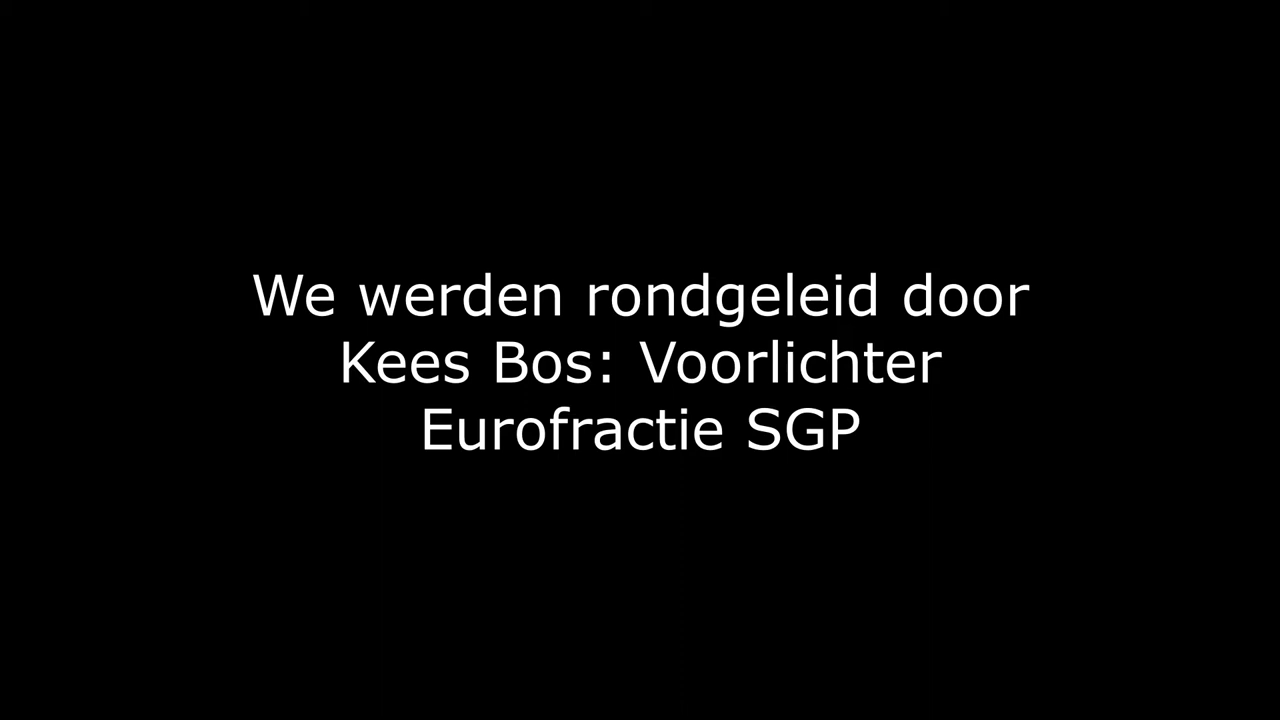 We werden rondgeleid door
Kees Bos: Voorlichter
Eurofractie SGP